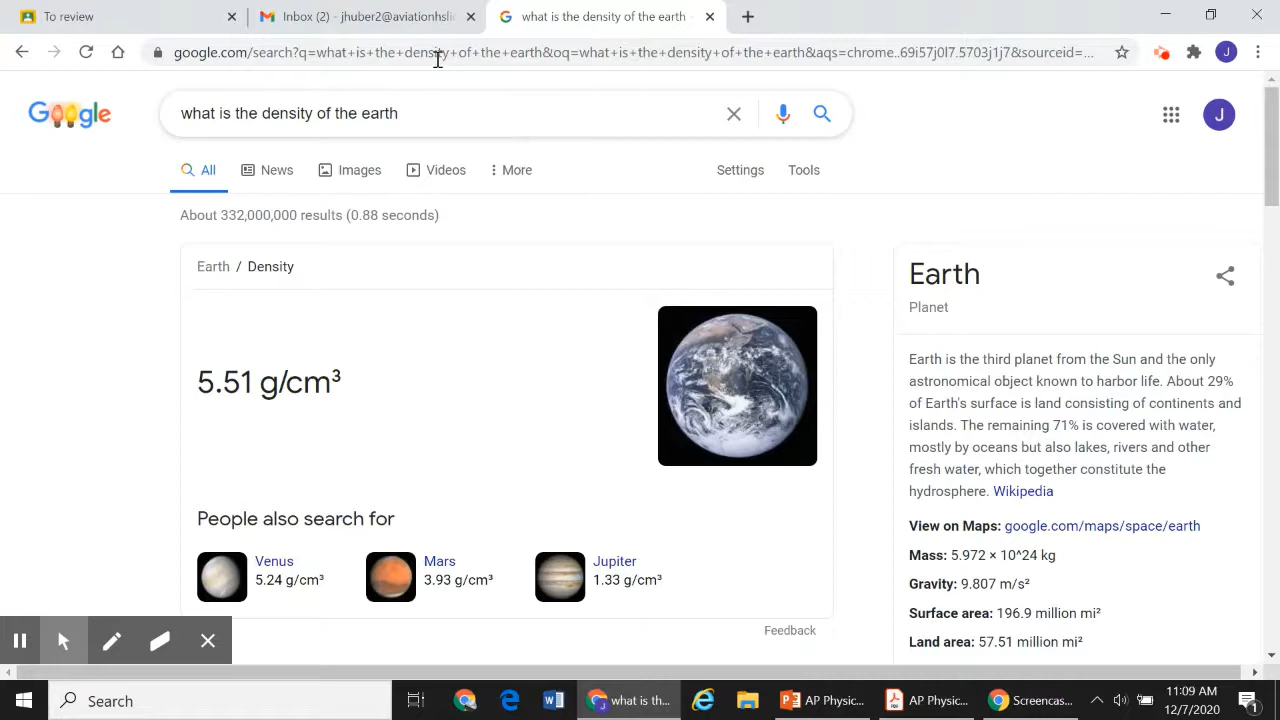 To review
Inbox (2) - jhuber2@aviationhsli
what is the density of the earth
google.com/search?q=what+is+the+density+of+the+earth&oq=what+is+the+density+of+the+earth&aqs=chrome..69i57j0l7.5703j1j7&sourceid=...
J
Google
what is the density of the earth
J
All
News
Images
Videos
More
Settings
Tools
About 332,000,000 results (0.88 seconds)
Earth / Density
5.51 g/cm³
People also search for
Venus
5.24 g/cm³
Mars
3.93 g/cm³
Jupiter
1.33 g/cm³
Feedback
Earth
Planet
Earth is the third planet from the Sun and the only
astronomical object known to harbor life. About 29%
of Earth's surface is land consisting of continents and
islands. The remaining 71% is covered with water,
mostly by oceans but also lakes, rivers and other
fresh water, which together constitute the
hydrosphere. Wikipedia
View on Maps: google.com/maps/space/earth
Mass: 5.972 × 10^24 kg
Gravity: 9.807 m/s²
Surface area: 196.9 million mi²
Land area: 57.51 million mi²
Search
what is th...
AP Physic...
AP Physic...
Screencas...
11:09 AM
12/7/2020
1